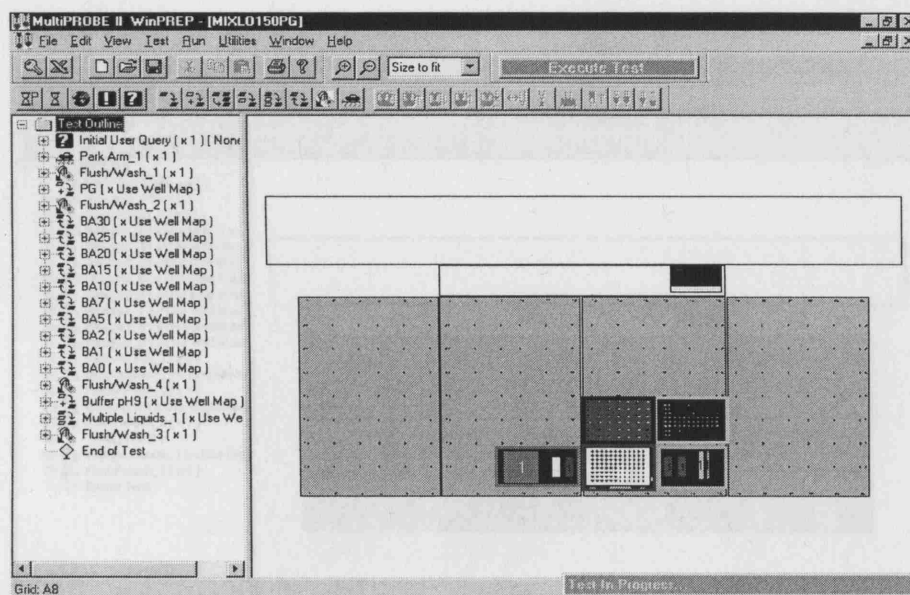 MultiPROBE II WinPREP - [MIXLO150PG]
File Edit View Test Run Utilities Window Help
Size to fit
Execute Test
Test Outline
Initial User Query ( x 1 ) [ None
Park Arm_1 ( x 1 )
Flush/Wash_1 ( x 1 )
PG ( x Use Well Map )
Flush/Wash_2 ( x 1 )
BA30 ( x Use Well Map )
BA25 ( x Use Well Map )
BA20 ( x Use Well Map )
BA15 ( x Use Well Map )
BA10 ( x Use Well Map )
BA7 ( x Use Well Map )
BA5 ( x Use Well Map )
BA2 ( x Use Well Map )
BA1 ( x Use Well Map )
BA0 ( x Use Well Map )
Flush/Wash_4 ( x 1 )
Buffer pH9 ( x Use Well Map )
Multiple Liquids_1 ( x Use We
Flush/Wash_3 ( x 1 )
End of Test
1
Grid: A8
Test In Progress...